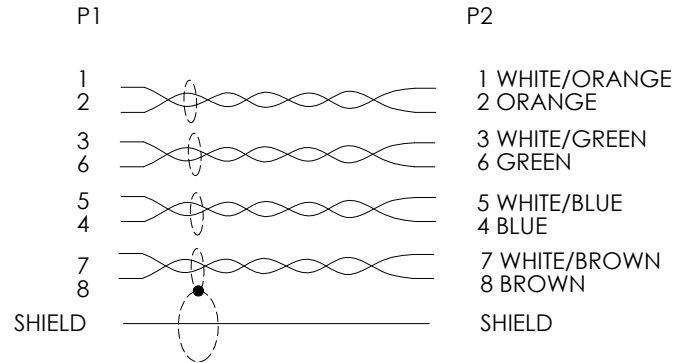 P1 P2
1 1 WHITE/ORANGE
2 2 ORANGE
3 3 WHITE/GREEN
6 6 GREEN
5 5 WHITE/BLUE
4 4 BLUE
7 7 WHITE/BROWN
8 8 BROWN
SHIELD SHIELD